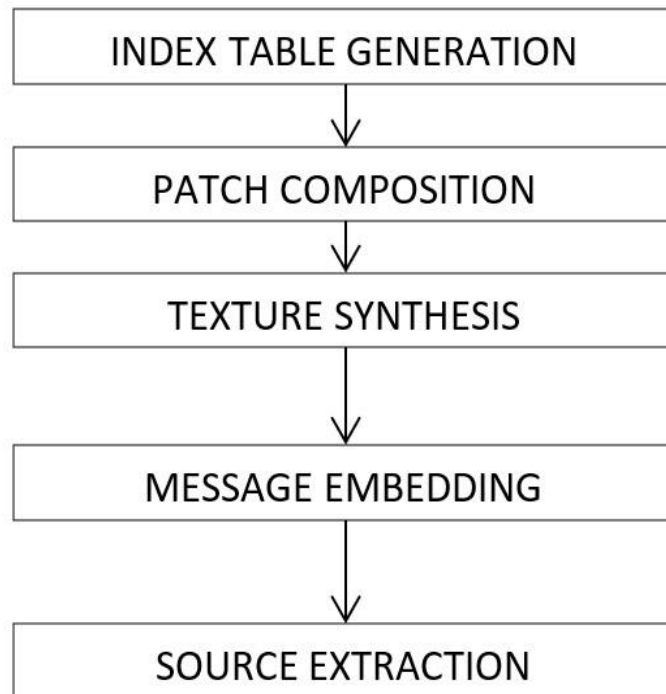 INDEX TABLE GENERATION
PATCH COMPOSITION
TEXTURE SYNTHESIS
MESSAGE EMBEDDING
SOURCE EXTRACTION